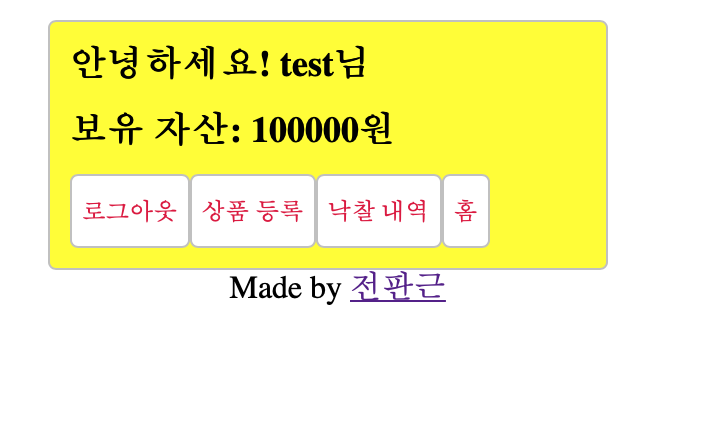 안녕하세요! test님
보유 자산: 100000원
로그아웃 상품 등록 낙찰 내역 홈
Made by 전판근